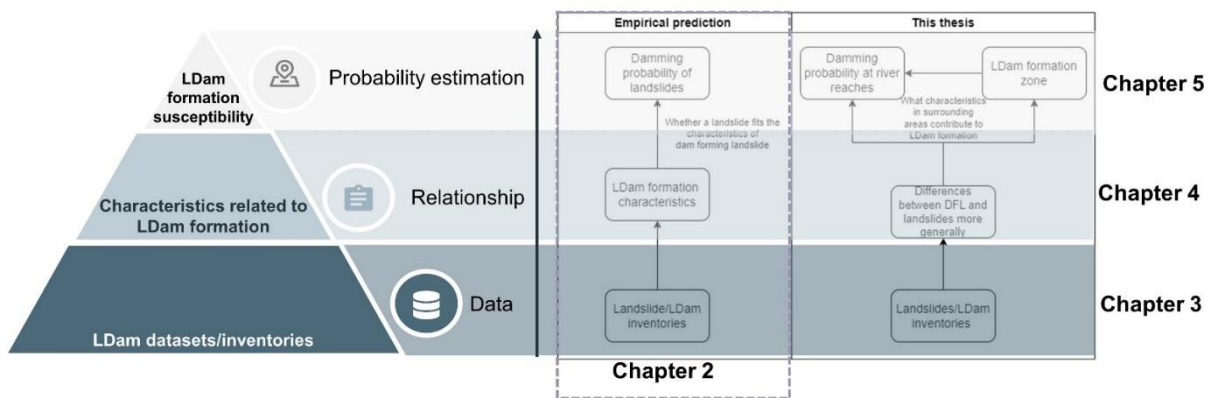 LDam
formation
susceptibility
Characteristics related to
LDam formation
LDam datasets/inventories
Probability estimation
Relationship
Data
Empirical prediction
Damming
probability of
landslides
Whether a landslide fits the
characteristics of
dam forming landslide
LDam formation
characteristics
Landslide/LDam
inventories
Chapter 2
This thesis
Damming
probability at river
reaches
LDam formation
zone
What characteristics
in surrounding
areas contribute to
LDam formation
Differences
between DFL and
landslides more
generally
Landslides/LDam
inventories
Chapter 5
Chapter 4
Chapter 3